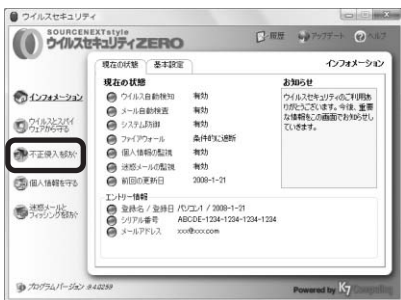 ウイルスセキュリティ
SOURCENEXTstyle
ウイルスセキュリティZERO
履歴 アップデート ヘルプ
現在の状態 基本設定 インフォメーション
インフォメーション
ウイルスとスパイ
ウェアから守る
不正侵入を防ぐ
個人情報を守る
迷惑メールと
フィッシングを防ぐ
現在の状態
ウイルス自動検知 有効
メール自動検査 有効
システム防御 有効
ファイアウォール 条件的に遮断
個人情報の監視 有効
迷惑メールの監視 有効
前回の更新日 2008-1-21
エントリー情報
登録名 / 登録日 パソコン1 / 2008-1-21
シリアル番号 ABCDE-1234-1234-1234-1234
メールアドレス xxx@xxx.com
お知らせ
ウイルスセキュリティのご利用あ
りがとうございます。今後、重要
な情報をこの画面でお知らせし
ていきます。
プログラムバージョン 9.4.0259
Powered by K7 Computing